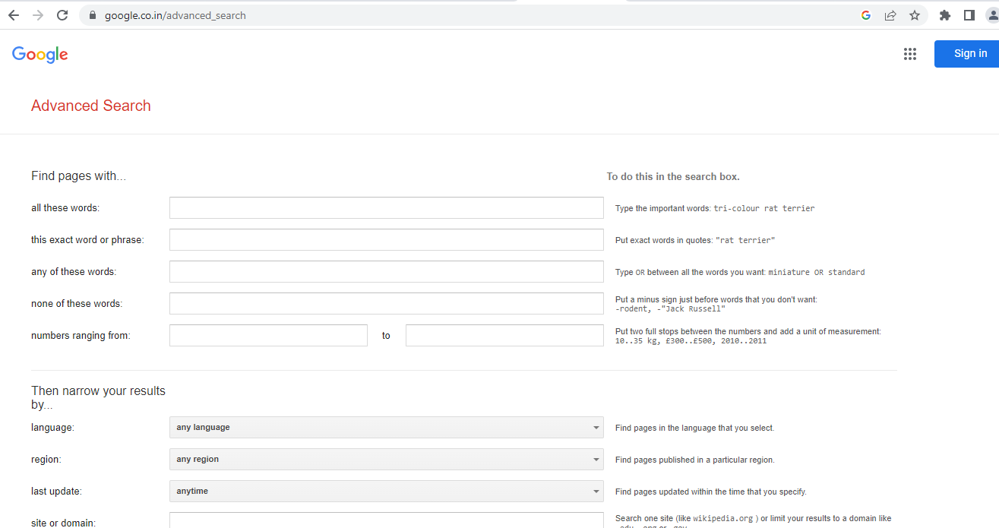 google.co.in/advanced_search
Google
Sign in
Advanced Search
Find pages with...
To do this in the search box.
all these words:
Type the important words: tri-colour rat terrier
this exact word or phrase:
Put exact words in quotes: "rat terrier"
any of these words:
Type OR between all the words you want: miniature OR standard
none of these words:
Put a minus sign just before words that you don't want:
-rodent, -"Jack Russell"
numbers ranging from:
to
Put two full stops between the numbers and add a unit of measurement:
10..35 kg, £300..£500, 2010..2011
Then narrow your results
by...
language:
any language
Find pages in the language that you select.
region:
any region
Find pages published in a particular region.
last update:
anytime
Find pages updated within the time that you specify.
site or domain:
Search one site (like wikipedia.org ) or limit your results to a domain like